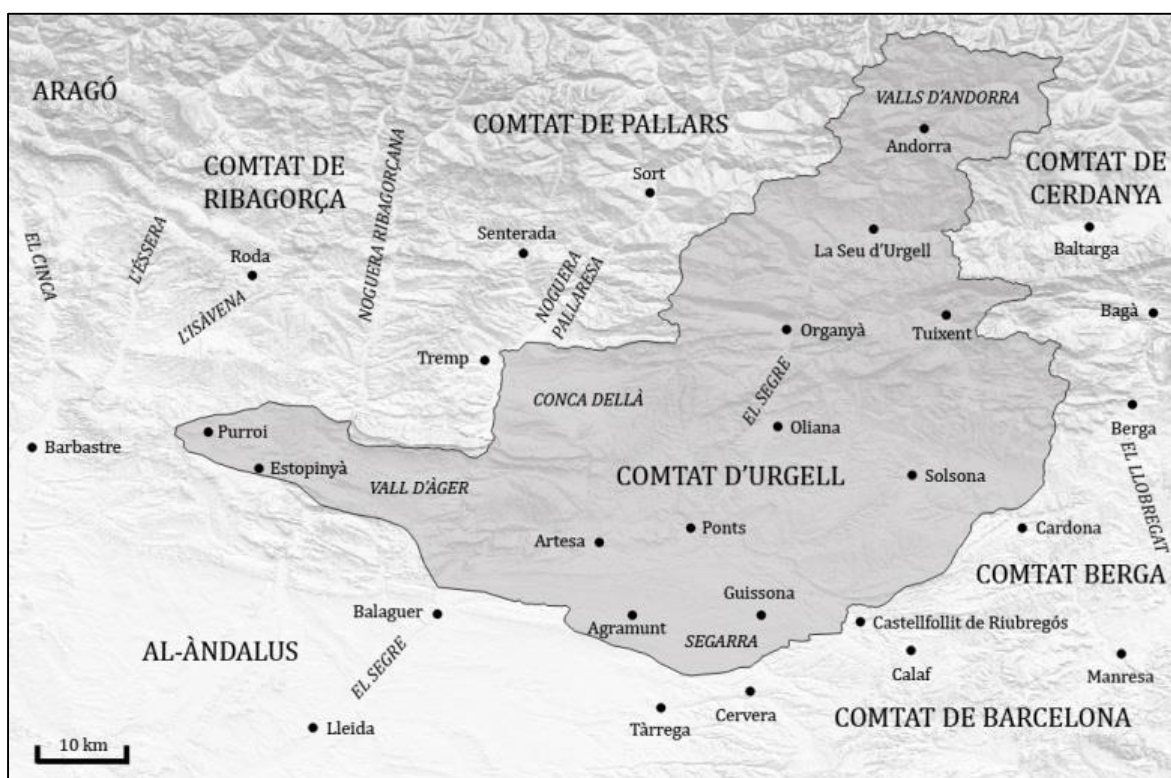 ARAGÓ
VALLS D'ANDORRA
COMTAT DE PALLARS
Andorra
COMTAT DE
RIBAGORÇA
COMTAT DE
CERDANYA
Sort
NOGUERA RIBAGORÇANA
EL CINCA
L'ÉSSERA
Senterada
La Seu d'Urgell
Baltarga
Roda
L'ISÀVENA
NOGUERA
PALLARESA
Organyà
Tuixent
Bagà
Tremp
CONCA DELLÀ
EL SEGRE
Berga
Purroi
Oliana
Barbastre
Estopinyà
VALL D'ÀGER
COMTAT D'URGELL
Solsona
EL LLOBREGAT
Artesa
Ponts
Cardona
COMTAT BERGA
Balaguer
Guissona
Agramunt
Castellfollit de Riubregós
SEGARRA
AL-ÀNDALUS
EL SEGRE
Calaf
Manresa
Lleida
Tàrrega
Cervera
COMTAT DE BARCELONA
10 km